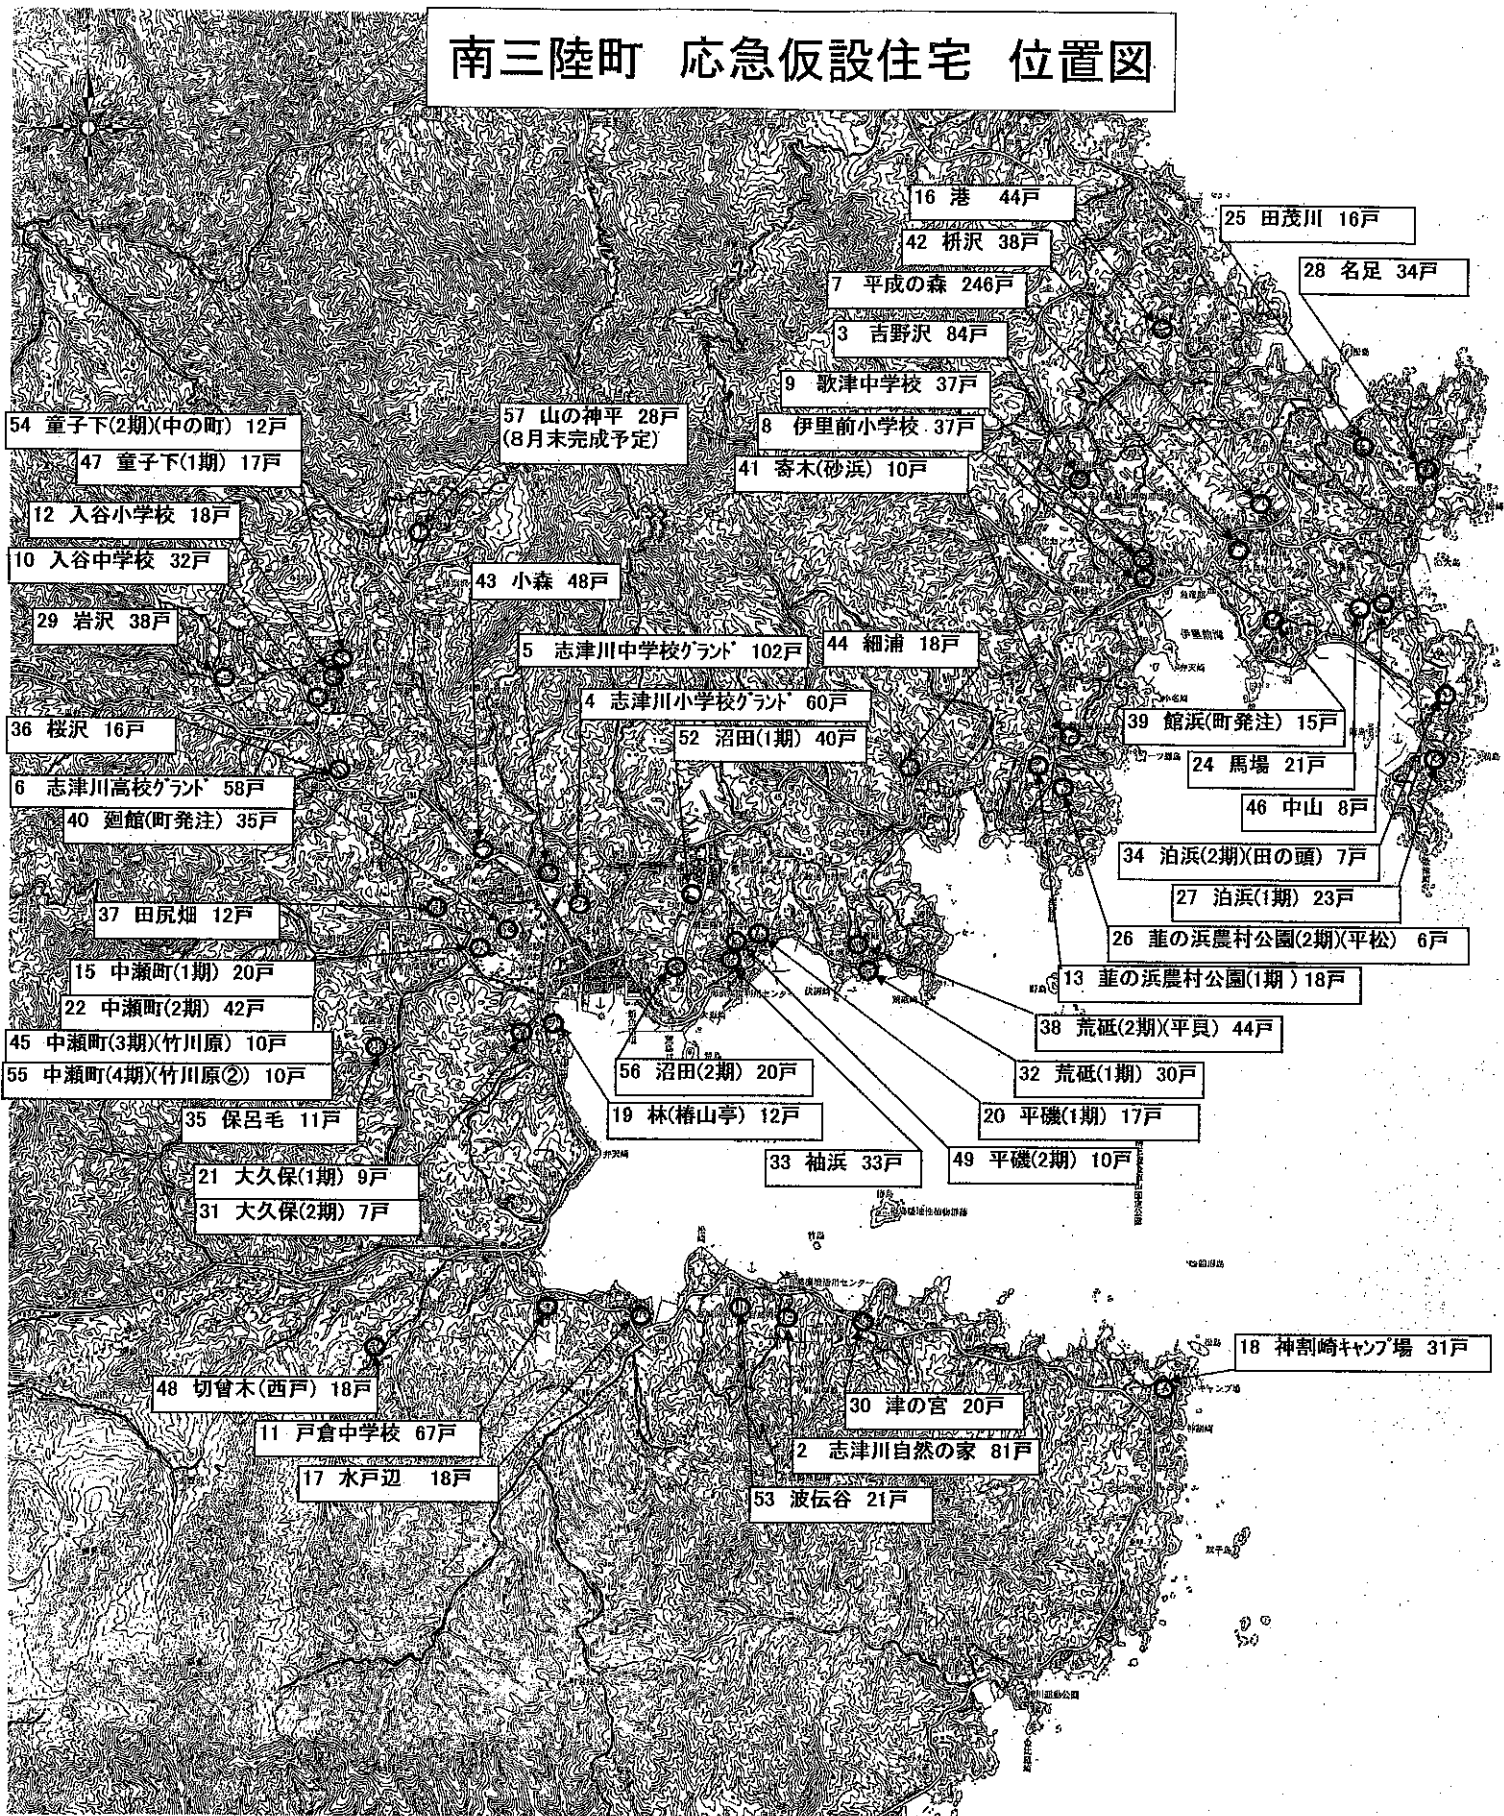 南三陸町 応急仮設住宅 位置図
16 港 44戸
25 田茂川 16戸
42 枡沢 38戸
28 名足 34戸
7 平成の森 246戸
3 吉野沢 84戸
9 歌津中学校 37戸
54 童子下(2期)(中の町) 12戸
57 山の神平 28戸
(8月末完成予定)
8 伊里前小学校 37戸
47 童子下(1期) 17戸
41 寄木(砂浜) 10戸
12 入谷小学校 18戸
10 入谷中学校 32戸
43 小森 48戸
29 岩沢 38戸
5 志津川中学校グランド 102戸
44 細浦 18戸
伊里前湾
4 志津川小学校グランド 60戸
36 桜沢 16戸
52 沼田(1期) 40戸
39 館浜(町発注) 15戸
24 馬場 21戸
6 志津川高校グランド 58戸
46 中山 8戸
40 廻館(町発注) 35戸
34 泊浜(2期)(田の頭) 7戸
27 泊浜(1期) 23戸
37 田尻畑 12戸
26 韮の浜農村公園(2期)(平松) 6戸
15 中瀬町(1期) 20戸
13 韮の浜農村公園(1期) 18戸
22 中瀬町(2期) 42戸
38 荒砥(2期)(平貝) 44戸
45 中瀬町(3期)(竹川原) 10戸
55 中瀬町(4期)(竹川原②) 10戸
56 沼田(2期) 20戸
32 荒砥(1期) 30戸
35 保呂毛 11戸
19 林(椿山亭) 12戸
20 平磯(1期) 17戸
33 袖浜 33戸
49 平磯(2期) 10戸
21 大久保(1期) 9戸
31 大久保(2期) 7戸
弁天崎
椿島
竹島
18 神割崎キャンプ場 31戸
48 切曽木(西戸) 18戸
30 津の宮 20戸
11 戸倉中学校 67戸
2 志津川自然の家 81戸
17 水戸辺 18戸
53 波伝谷 21戸